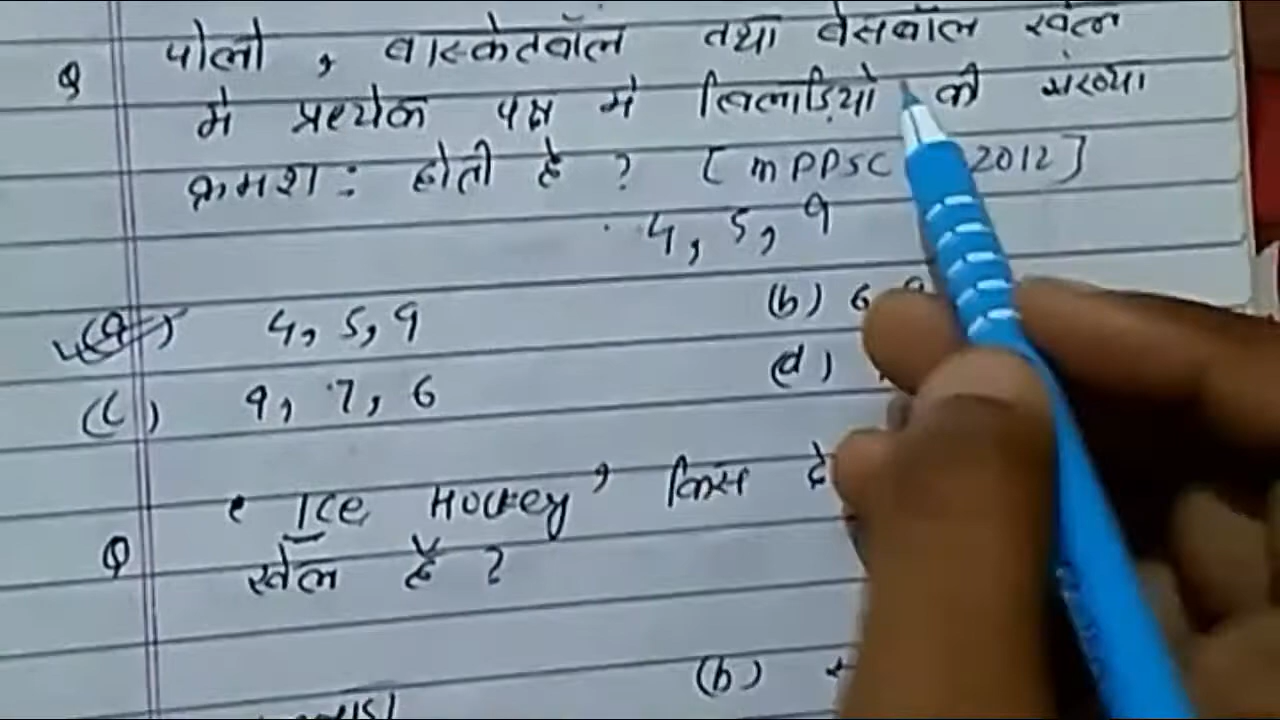 Q पोलो , बास्केटबॉल तथा बेसबॉल खेल
मे प्रत्येक पक्ष मे खिलाड़ियो की संख्या
क्रमश : होती है ? [ MPPSC 2012 ]
4, 5, 9
(a) 4, 5, 9 (b) 6
(c) 9, 7, 6 (d)
Q ' Ice Hockey ' किस दे
खेल है ?
(b)